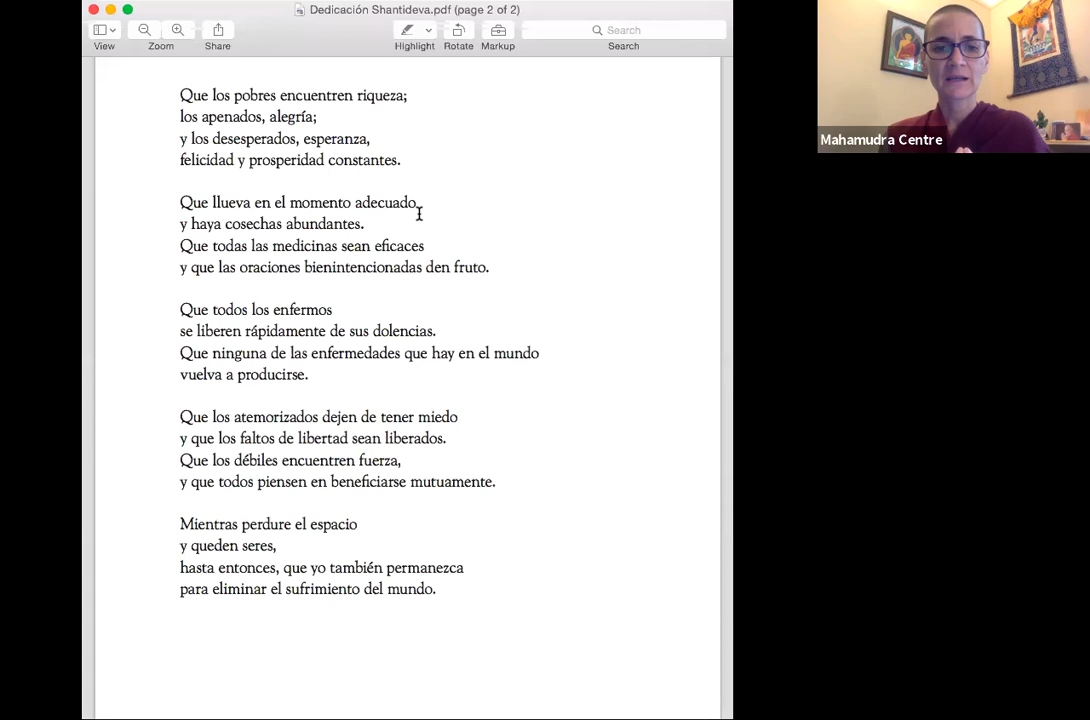 Dedicación Shantideva.pdf (page 2 of 2)
View
Zoom
Share
Highlight
Rotate
Markup
Search
Search
Que los pobres encuentren riqueza;
los apenados, alegría;
y los desesperados, esperanza,
felicidad y prosperidad constantes.
Que llueva en el momento adecuado
y haya cosechas abundantes.
Que todas las medicinas sean eficaces
y que las oraciones bienintencionadas den fruto.
Que todos los enfermos
se liberen rápidamente de sus dolencias.
Que ninguna de las enfermedades que hay en el mundo
vuelva a producirse.
Que los atemorizados dejen de tener miedo
y que los faltos de libertad sean liberados.
Que los débiles encuentren fuerza,
y que todos piensen en beneficiarse mutuamente.
Mientras perdure el espacio
y queden seres,
hasta entonces, que yo también permanezca
para eliminar el sufrimiento del mundo.
Mahamudra Centre